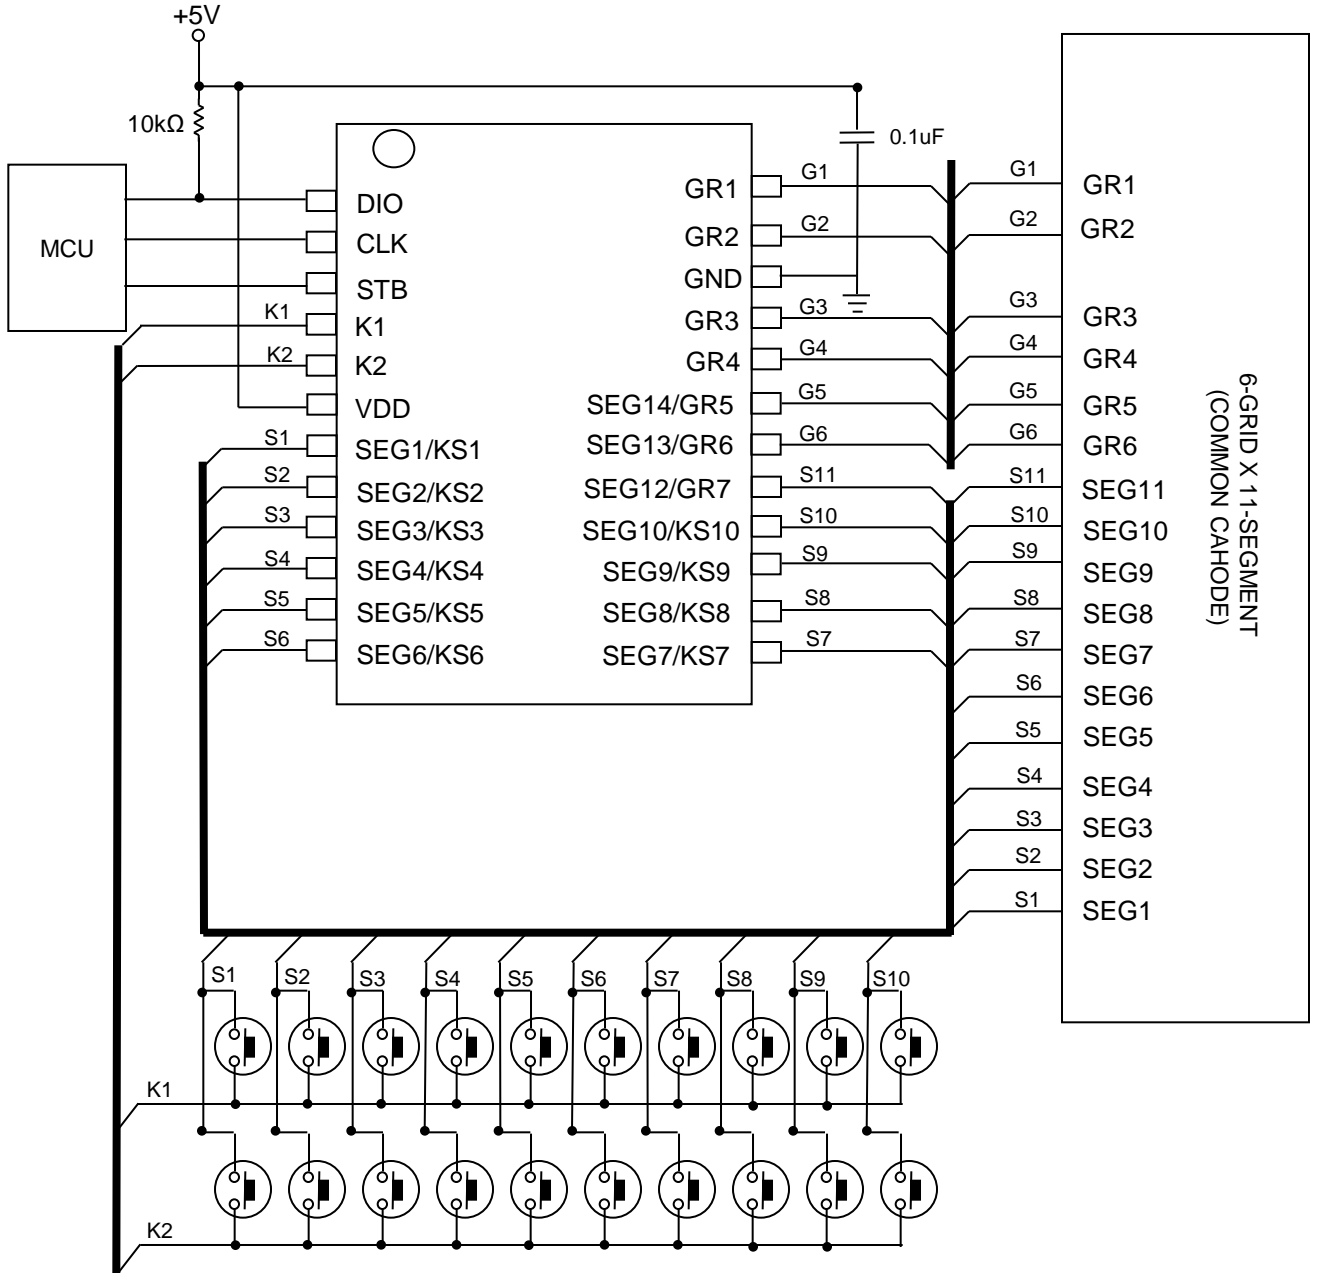 +5V
10kΩ
0.1uF
MCU
DIO
CLK
STB
K1
K1
K2
K2
VDD
S1
SEG1/KS1
S2
SEG2/KS2
S3
SEG3/KS3
S4
SEG4/KS4
S5
SEG5/KS5
S6
SEG6/KS6
GR1
G1
GR2
G2
GND
GR3
G3
GR4
G4
SEG14/GR5
G5
SEG13/GR6
G6
SEG12/GR7
S11
SEG10/KS10
S10
SEG9/KS9
S9
SEG8/KS8
S8
SEG7/KS7
S7
G1
GR1
G2
GR2
G3
GR3
G4
GR4
G5
GR5
G6
GR6
S11
SEG11
S10
SEG10
S9
SEG9
S8
SEG8
S7
SEG7
S6
SEG6
S5
SEG5
S4
SEG4
S3
SEG3
S2
SEG2
S1
SEG1
6-GRID X 11-SEGMENT
(COMMON CAHODE)
S1 S2 S3 S4 S5 S6 S7 S8 S9 S10
K1
K2